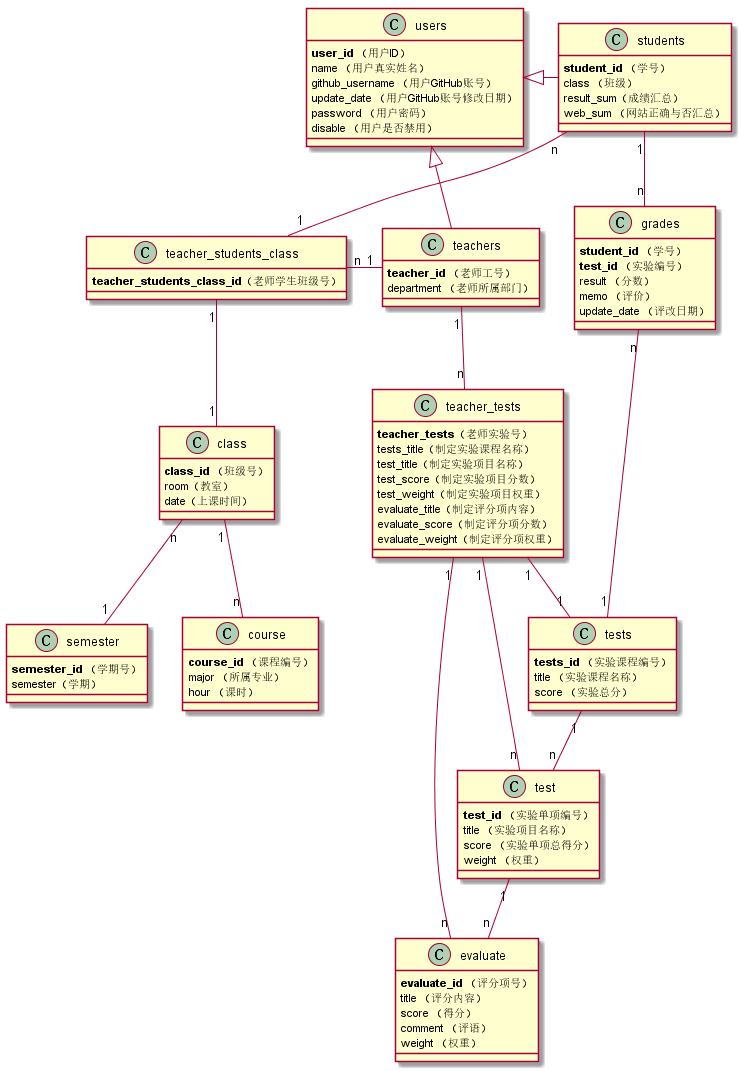 C users
user_id （用户ID）
name （用户真实姓名）
github_username （用户GitHub账号）
update_date （用户GitHub账号修改日期）
password （用户密码）
disable （用户是否禁用）
C students
student_id （学号）
class （班级）
result_sum（成绩汇总）
web_sum （网站正确与否汇总）
n
1
1
n
C teacher_students_class
teacher_students_class_id（老师学生班级号）
n 1
C teachers
teacher_id （老师工号）
department （老师所属部门）
C grades
student_id （学号）
test_id （实验编号）
result （分数）
memo （评价）
update_date （评改日期）
1
1
1
n
n
1
C class
class_id （班级号）
room（教室）
date（上课时间）
C teacher_tests
teacher_tests（老师实验号）
tests_title（制定实验课程名称）
test_title（制定实验项目名称）
test_score（制定实验项目分数）
test_weight（制定实验项目权重）
evaluate_title（制定评分项内容）
evaluate_score（制定评分项分数）
evaluate_weight（制定评分项权重）
n
1
1
n
1
n
1
n
1
1
C semester
semester_id （学期号）
semester（学期）
C course
course_id （课程编号）
major （所属专业）
hour （课时）
C tests
tests_id （实验课程编号）
title （实验课程名称）
score （实验总分）
1
n
C test
test_id （实验单项编号）
title （实验项目名称）
score （实验单项总得分）
weight （权重）
1
n
C evaluate
evaluate_id （评分项号）
title （评分内容）
score （得分）
comment （评语）
weight （权重）